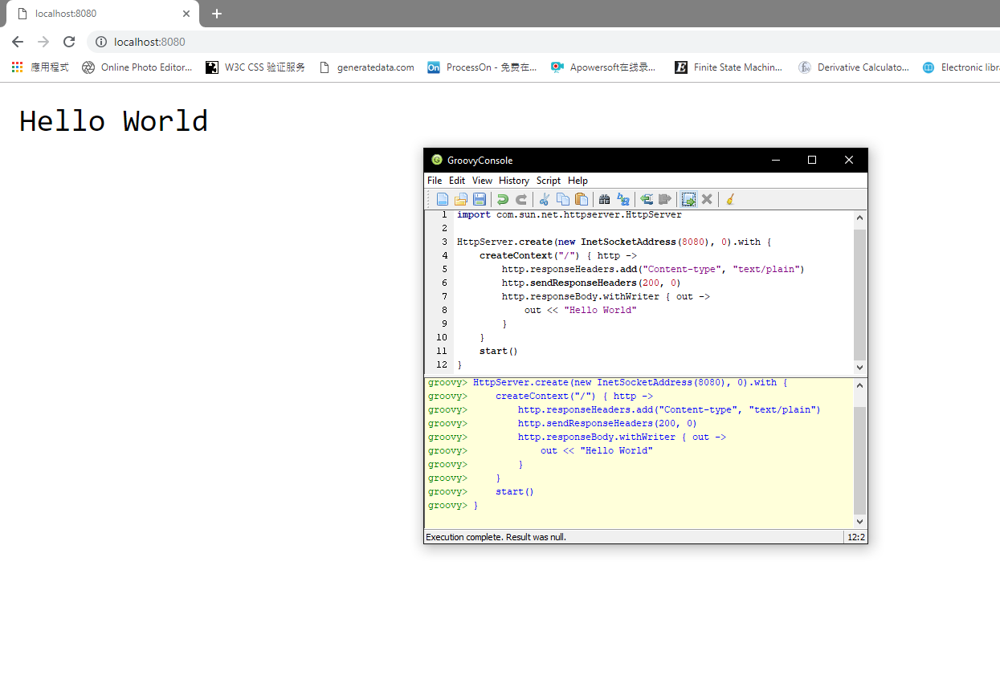 localhost:8080
localhost:8080
應用程式 Online Photo Editor... W3C CSS 验证服务 generatedata.com On ProcessOn - 免费在... Apowersoft在线录... E Finite State Machin... Derivative Calculato... Electronic libr
Hello World
G GroovyConsole
File Edit View History Script Help
1 import com.sun.net.httpserver.HttpServer
2
3 HttpServer.create(new InetSocketAddress(8080), 0).with {
4     createContext("/") { http ->
5         http.responseHeaders.add("Content-type", "text/plain")
6         http.sendResponseHeaders(200, 0)
7         http.responseBody.withWriter { out ->
8             out << "Hello World"
9         }
10     }
11     start()
12 }
groovy> HttpServer.create(new InetSocketAddress(8080), 0).with {
groovy>     createContext("/") { http ->
groovy>         http.responseHeaders.add("Content-type", "text/plain")
groovy>         http.sendResponseHeaders(200, 0)
groovy>         http.responseBody.withWriter { out ->
groovy>             out << "Hello World"
groovy>         }
groovy>     }
groovy>     start()
groovy> }
Execution complete. Result was null. 12:2